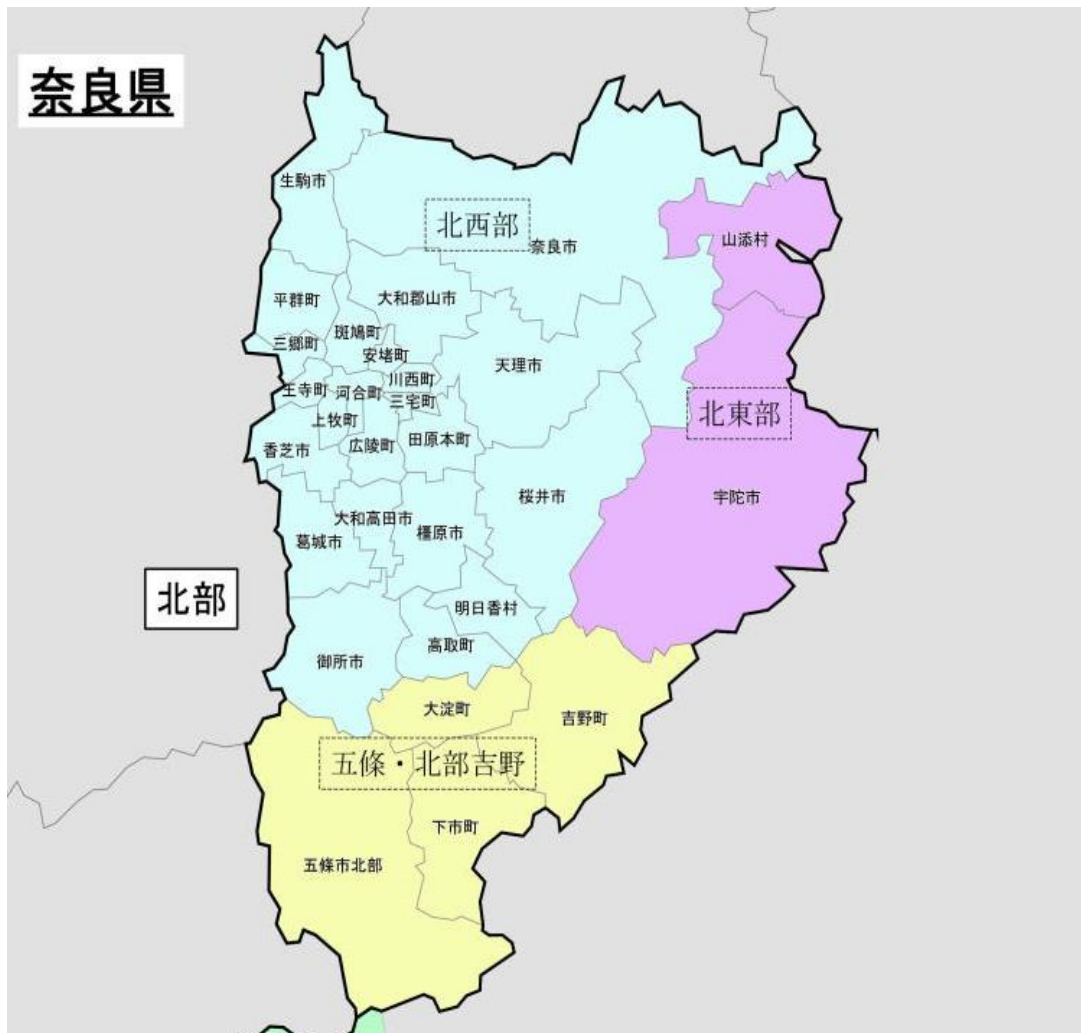 奈良県
生駒市
北西部
奈良市
山添村
平群町
大和郡山市
斑鳩町
三郷町
安堵町
天理市
川西町
王寺町
河合町
三宅町
北東部
上牧町
香芝市
広陵町
田原本町
桜井市
宇陀市
大和高田市
葛城市
橿原市
北部
明日香村
高取町
御所市
大淀町
吉野町
五條・北部吉野
下市町
五條市北部